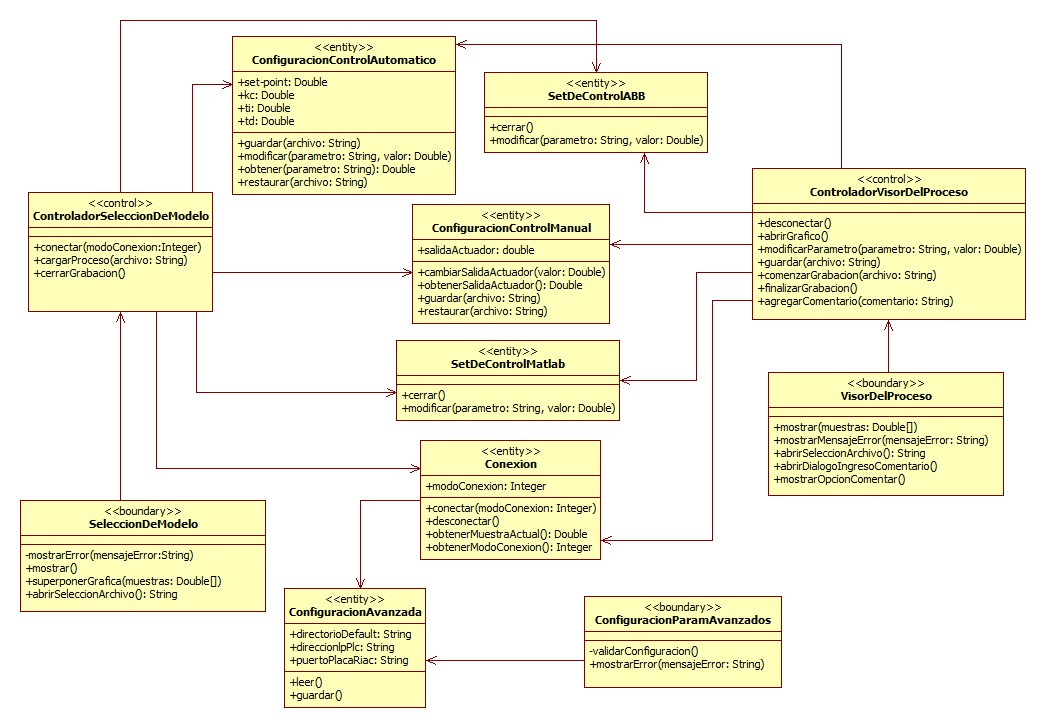 <<entity>>
ConfiguracionControlAutomatico
+set-point: Double
+kc: Double
+ti: Double
+td: Double
+guardar(archivo: String)
+modificar(parametro: String, valor: Double)
+obtener(parametro: String): Double
+restaurar(archivo: String)
<<entity>>
SetDeControlABB
+cerrar()
+modificar(parametro: String, valor: Double)
<<control>>
ControladorVisorDelProceso
+desconectar()
+abrirGrafico()
+modificarParametro(parametro: String, valor: Double)
+guardar(archivo: String)
+comenzarGrabacion(archivo: String)
+finalizarGrabacion()
+agregarComentario(comentario: String)
<<control>>
ControladorSeleccionDeModelo
+conectar(modoConexion:Integer)
+cargarProceso(archivo: String)
+cerrarGrabacion()
<<entity>>
ConfiguracionControlManual
+salidaActuador: double
+cambiarSalidaActuador(valor: Double)
+obtenerSalidaActuador(): Double
+guardar(archivo: String)
+restaurar(archivo: String)
<<entity>>
SetDeControlMatlab
+cerrar()
+modificar(parametro: String, valor: Double)
<<boundary>>
VisorDelProceso
+mostrar(muestras: Double[])
+mostrarMensajeError(mensajeError: String)
+abrirSeleccionArchivo(): String
+abrirDialogoIngresoComentario()
+mostrarOpcionComentar()
<<entity>>
Conexion
+modoConexion: Integer
+conectar(modoConexion: Integer)
+desconectar()
+obtenerMuestraActual(): Double
+obtenerModoConexion(): Integer
<<boundary>>
SeleccionDeModelo
-mostrarError(mensajeError:String)
+mostrar()
+superponerGrafica(muestras: Double[])
+abrirSeleccionArchivo(): String
<<entity>>
ConfiguracionAvanzada
+directorioDefault: String
+direccionIpPlc: String
+puertoPlacaRiac: String
+leer()
+guardar()
<<boundary>>
ConfiguracionParamAvanzados
-validarConfiguracion()
+mostrarError(mensajeError: String)